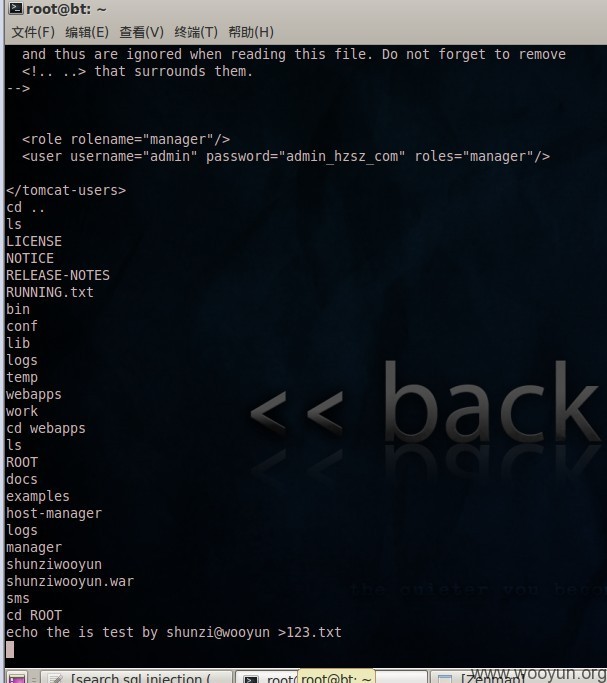 root@bt: ~
文件(F) 编辑(E) 查看(V) 终端(T) 帮助(H)
and thus are ignored when reading this file. Do not forget to remove
<!.. ..> that surrounds them.
-->
<role rolename="manager"/>
<user username="admin" password="admin_hzsz_com" roles="manager"/>
</tomcat-users>
cd ..
ls
LICENSE
NOTICE
RELEASE-NOTES
RUNNING.txt
bin
conf
lib
logs
temp
webapps
work
cd webapps
ls
ROOT
docs
examples
host-manager
logs
manager
shunziwooyun
shunziwooyun.war
sms
cd ROOT
echo the is test by shunzi@wooyun >123.txt
<< back
[search sql injection (
root@bt: ~
[Zenmap]
www.wooyun.org